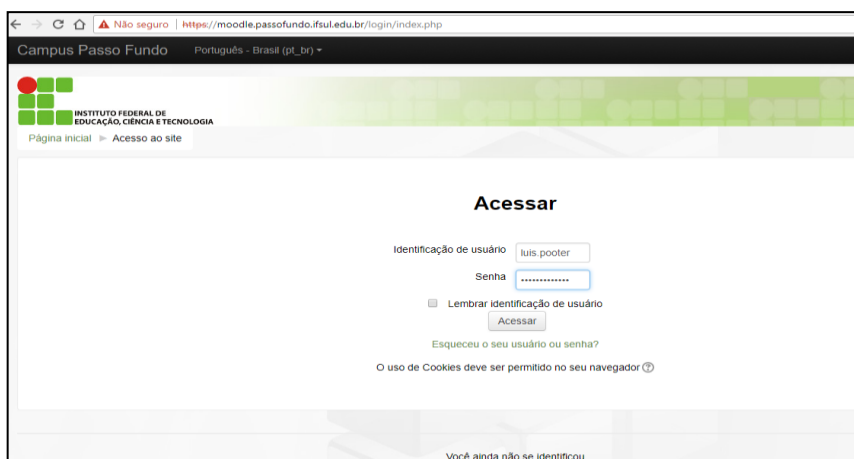 Não seguro | https://moodle.passofundo.ifsul.edu.br/login/index.php
Campus Passo Fundo Português - Brasil (pt_br)
INSTITUTO FEDERAL DE
EDUCAÇÃO, CIÊNCIA E TECNOLOGIA
Página inicial ► Acesso ao site
Acessar
Identificação de usuário luis.pooter
Senha •••••••••••••
Lembrar identificação de usuário
Acessar
Esqueceu o seu usuário ou senha?
O uso de Cookies deve ser permitido no seu navegador ?
Você ainda não se identificou